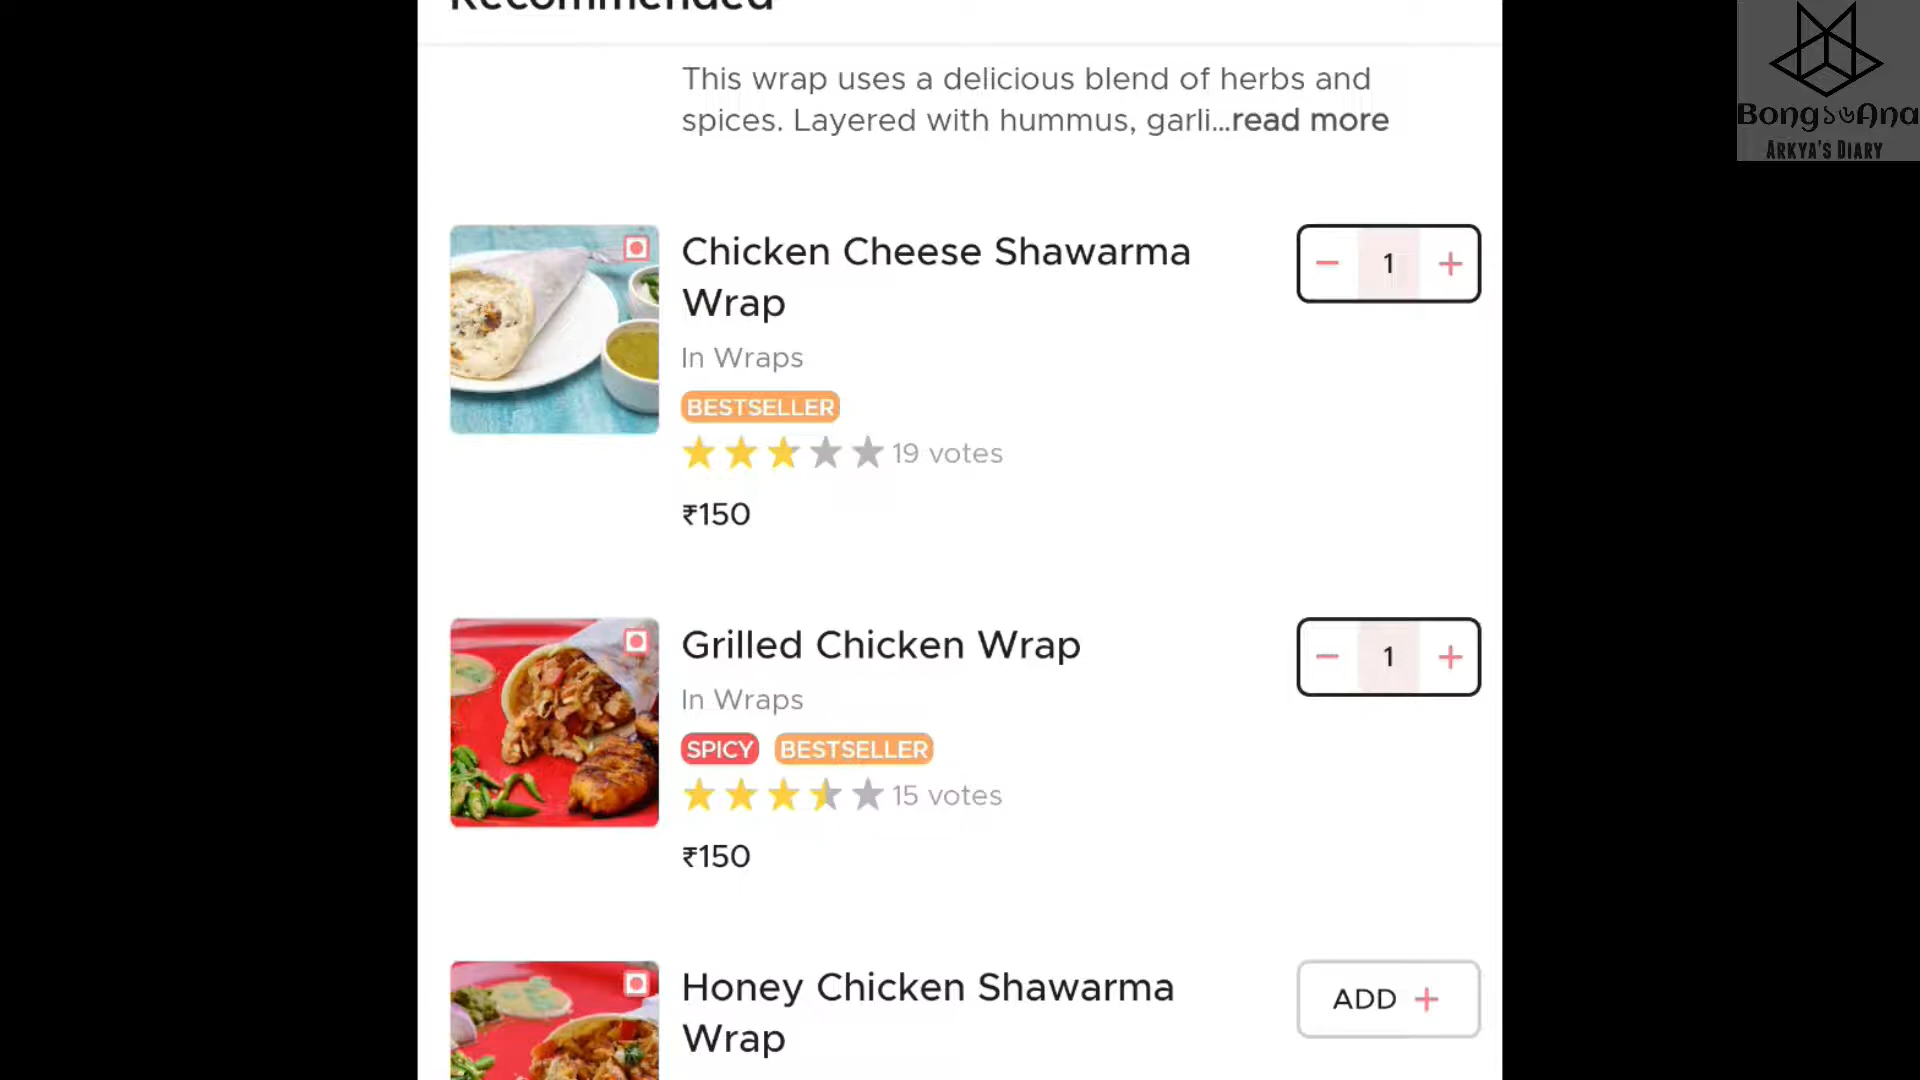 Recommended
This wrap uses a delicious blend of herbs and
spices. Layered with hummus, garli...read more
Chicken Cheese Shawarma
Wrap
In Wraps
BESTSELLER
19 votes
₹150
1
Grilled Chicken Wrap
In Wraps
SPICY BESTSELLER
15 votes
₹150
1
Honey Chicken Shawarma
Wrap
ADD +
Bong১৬Ana
ARKYA'S DIARY